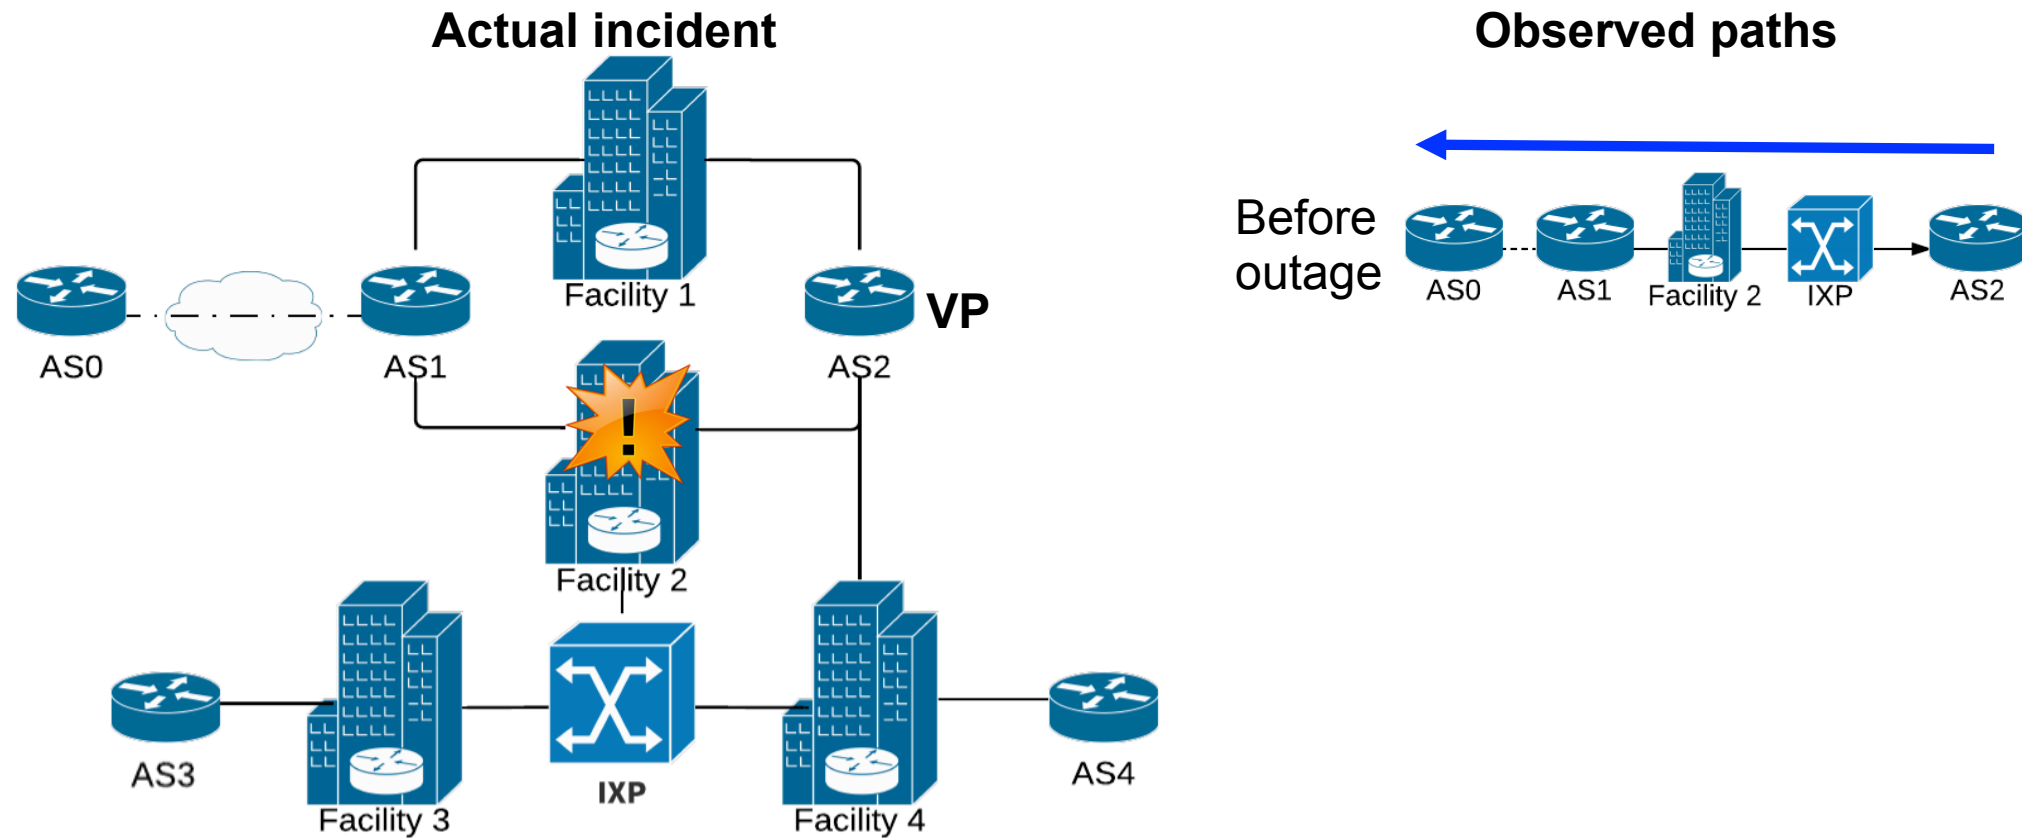 Actual incident
Observed paths
Facility 1
VP
AS0
AS1
AS2
!
Facility 2
AS3
Facility 3
IXP
Facility 4
AS4
Before
outage
AS0
AS1
Facility 2
IXP
AS2